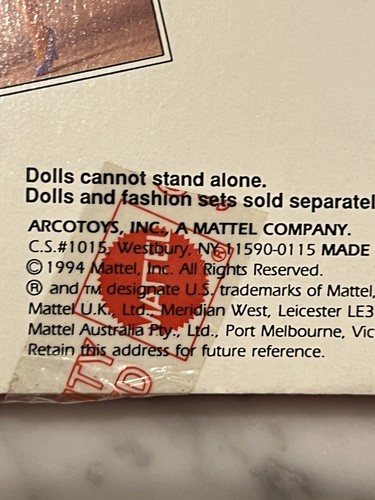 Dolls cannot stand alone.
Dolls and fashion sets sold separatel
ARCOTOYS, INC., A MATTEL COMPANY.
C.S.#1015, Westbury, NY 11590-0115 MADE
© 1994 Mattel, Inc. All Rights Reserved.
® and TM designate U.S. trademarks of Mattel,
Mattel U.K. Ltd., Meridian West, Leicester LE3
Mattel Australia Pty., Ltd., Port Melbourne, Vic
Retain this address for future reference.
MATTEL
®
ITY
D